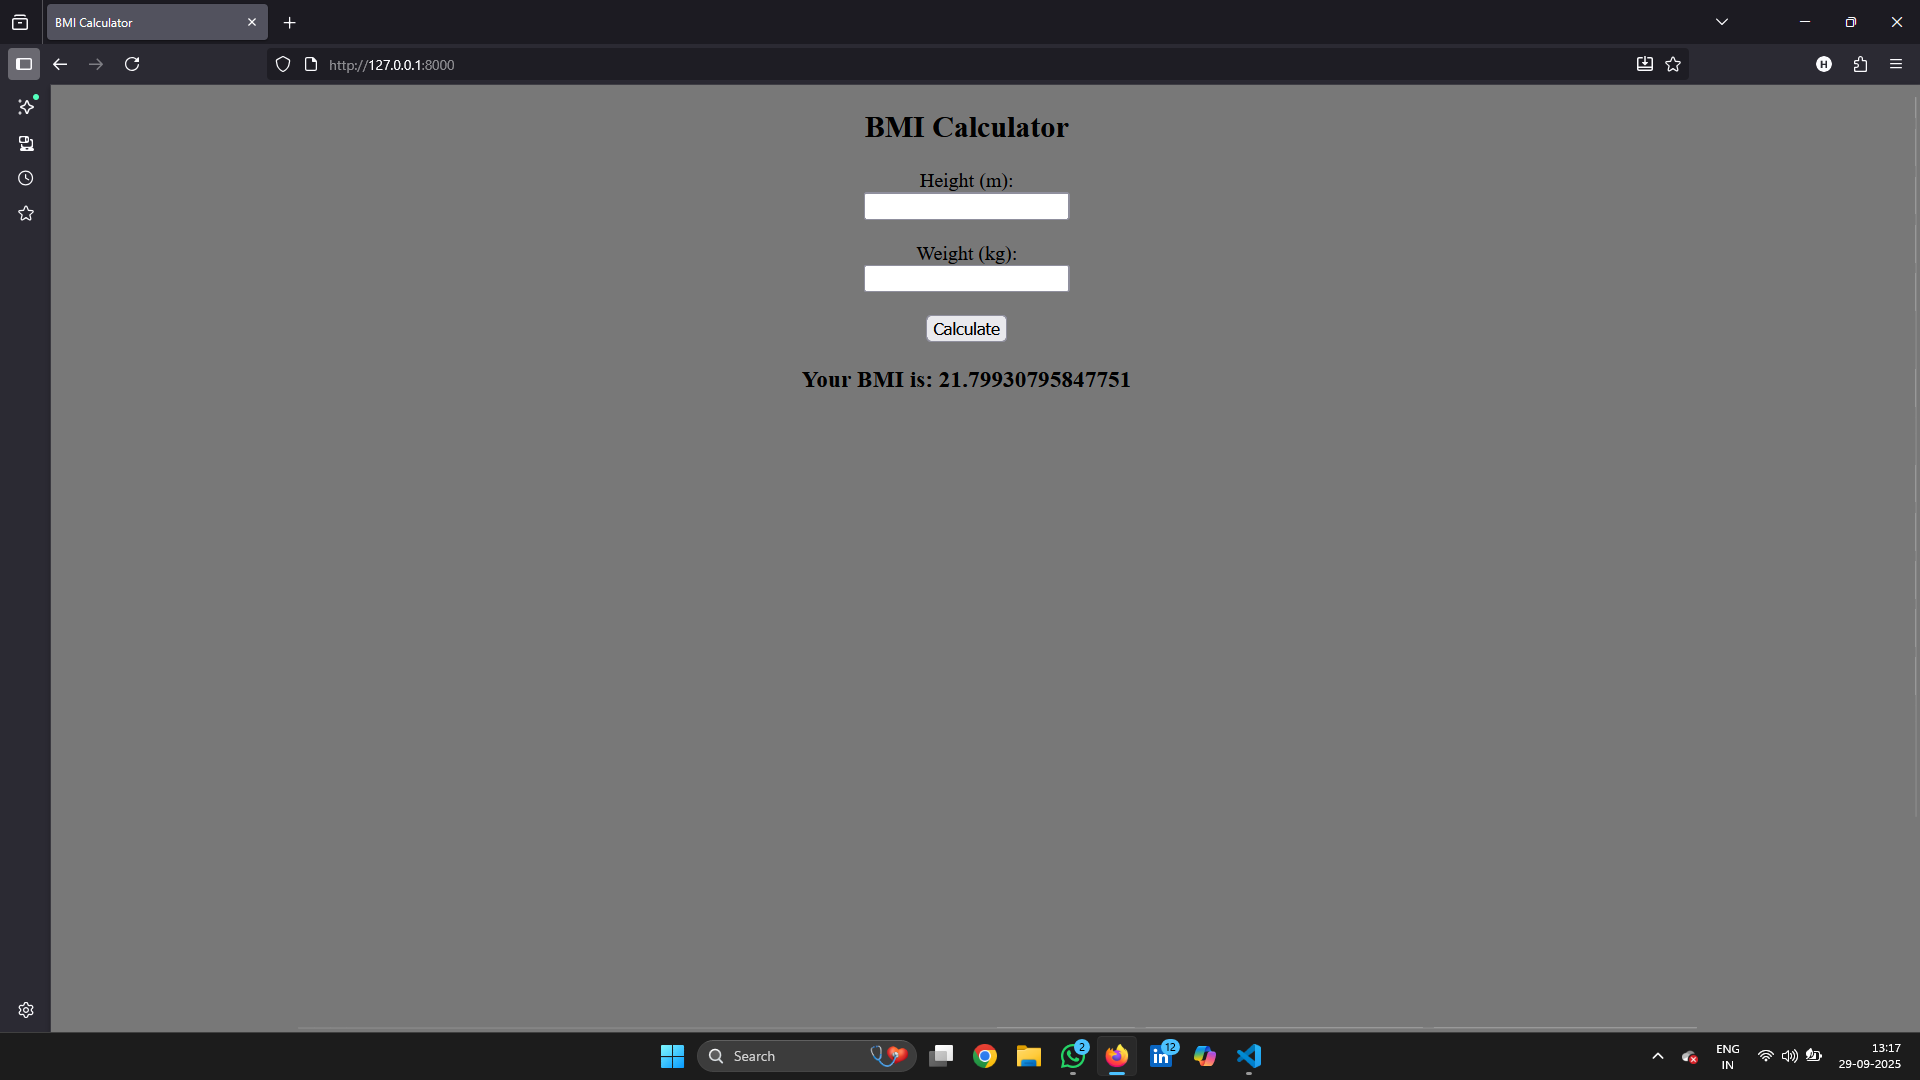 BMI Calculator
http://127.0.0.1:8000
H
BMI Calculator
Height (m):
Weight (kg):
Calculate
Your BMI is: 21.79930795847751
Search
2
12
ENG
IN
13:17
29-09-2025